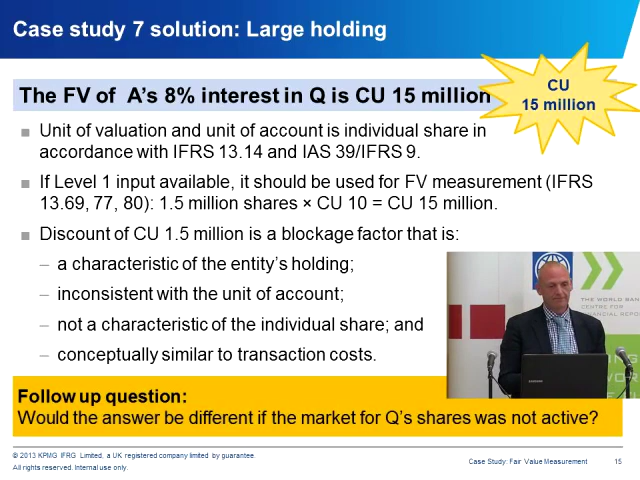 Case study 7 solution: Large holding
The FV of A's 8% interest in Q is CU 15 million
CU
15 million
■ Unit of valuation and unit of account is individual share in
accordance with IFRS 13.14 and IAS 39/IFRS 9.
■ If Level 1 input available, it should be used for FV measurement (IFRS
13.69, 77, 80): 1.5 million shares × CU 10 = CU 15 million.
■ Discount of CU 1.5 million is a blockage factor that is:
– a characteristic of the entity's holding;
– inconsistent with the unit of account;
– not a characteristic of the individual share; and
– conceptually similar to transaction costs.
THE WORLD BAN
CENTRE FOR
FINANCIAL REPO
Follow up question:
Would the answer be different if the market for Q's shares was not active?
© 2013 KPMG IFRG Limited, a UK registered company limited by guarantee.
All rights reserved. Internal use only.
Case Study: Fair Value Measurement 15